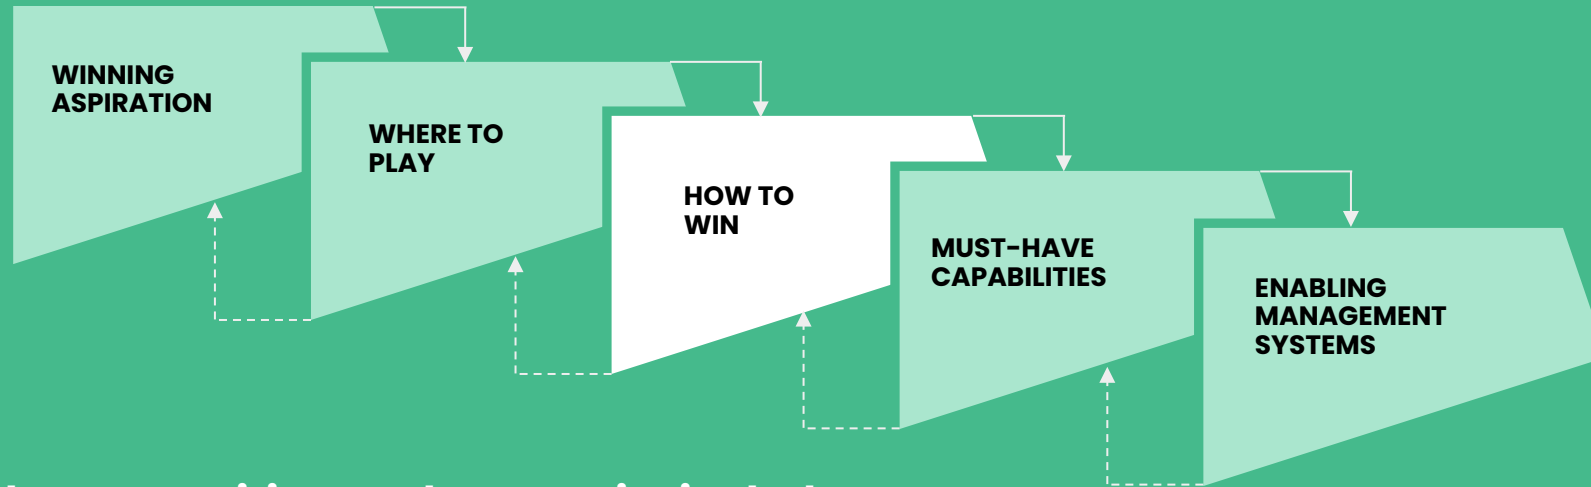 WINNING
ASPIRATION
WHERE TO
PLAY
HOW TO
WIN
MUST-HAVE
CAPABILITIES
ENABLING
MANAGEMENT
SYSTEMS